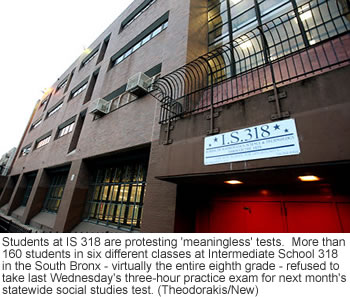 I.S. 318
Students at IS 318 are protesting 'meaningless' tests. More than
160 students in six different classes at Intermediate School 318
in the South Bronx - virtually the entire eighth grade - refused to
take last Wednesday's three-hour practice exam for next month's
statewide social studies test. (Theodorakis/New)